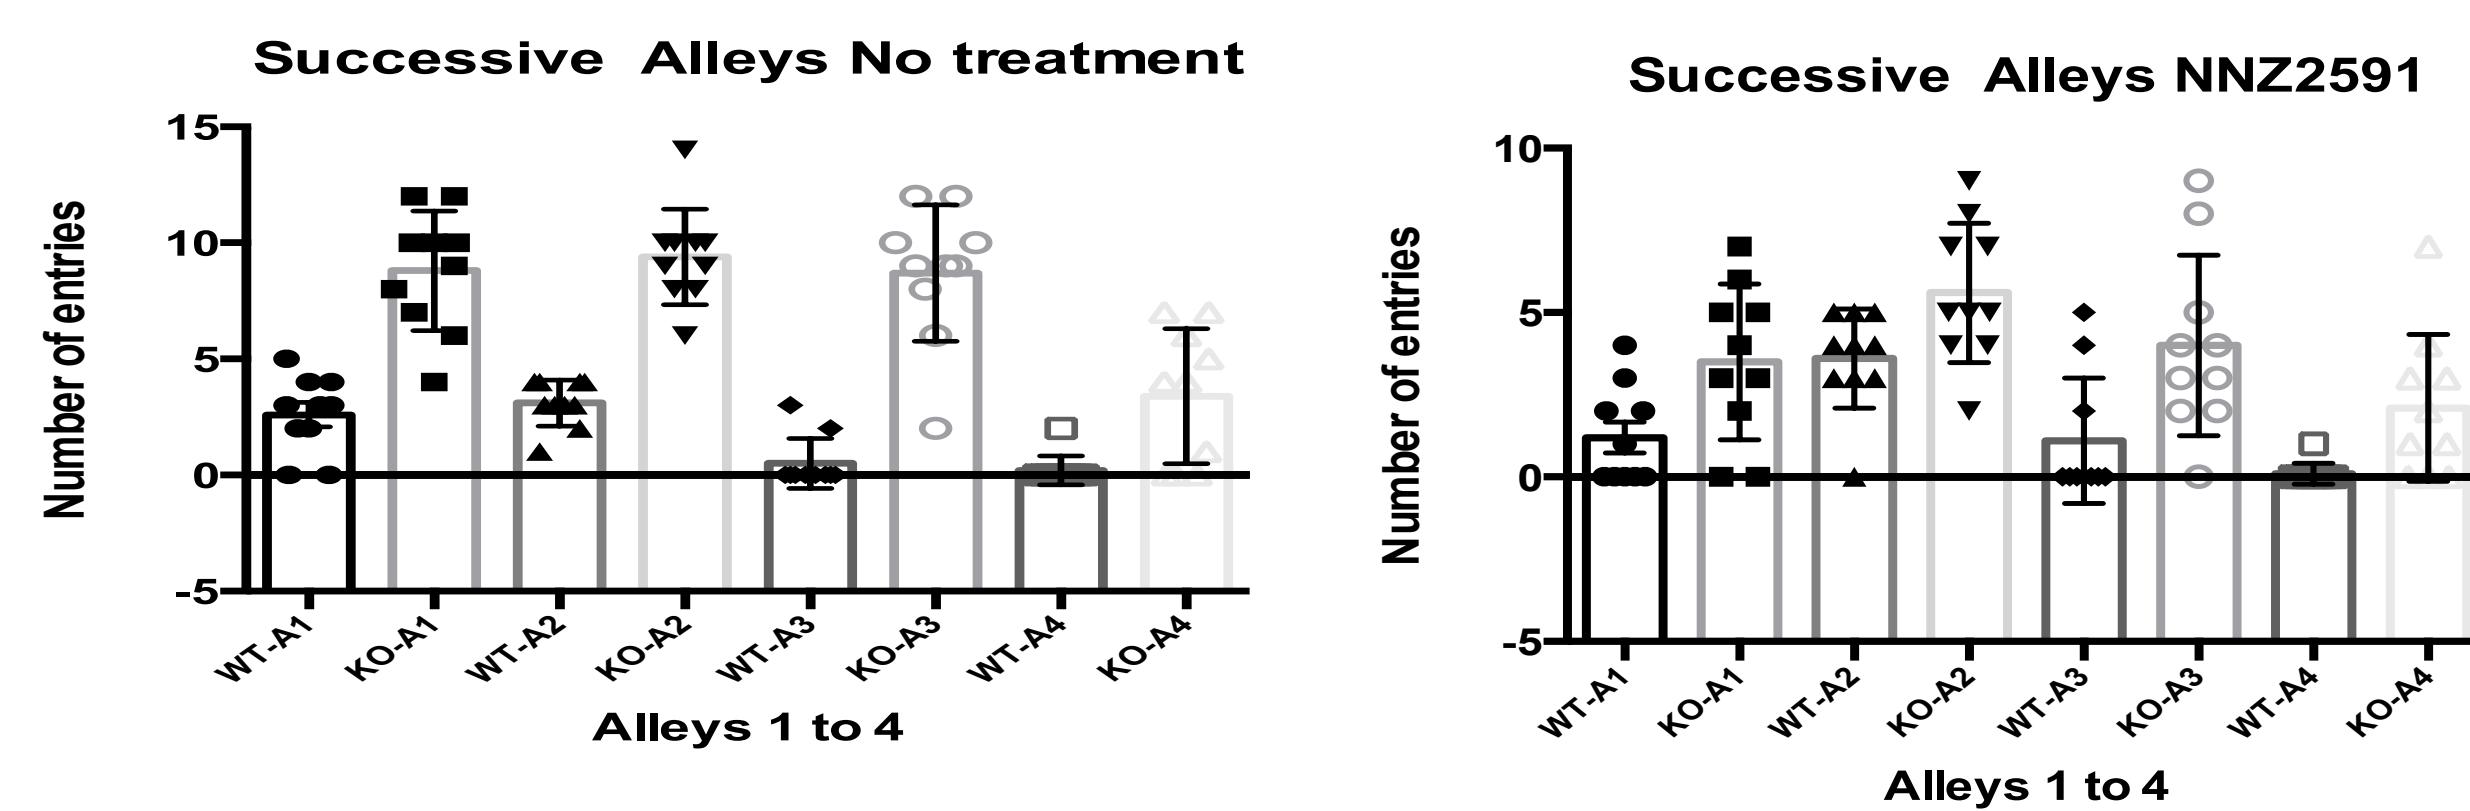 Successive Alleys No treatment
Number of entries
15
10
5
0
-5
WT-A1
KO-A1
WT-A2
KO-A2
WT-A3
KO-A3
WT-A4
KO-A4
Alleys 1 to 4
Successive Alleys NNZ2591
Number of entries
10
5
0
-5
WT-A1
KO-A1
WT-A2
KO-A2
WT-A3
KO-A3
WT-A4
KO-A4
Alleys 1 to 4